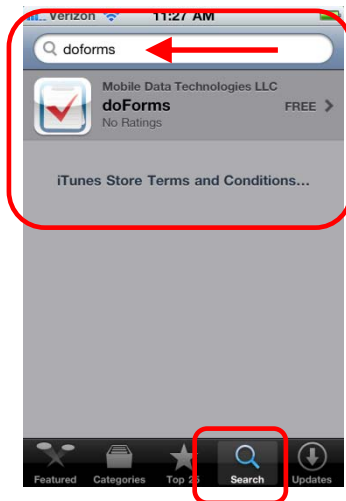 Verizon 11:27 AM
doforms
Mobile Data Technologies LLC
doForms FREE
No Ratings
iTunes Store Terms and Conditions...
Featured Categories Top 25 Search Updates